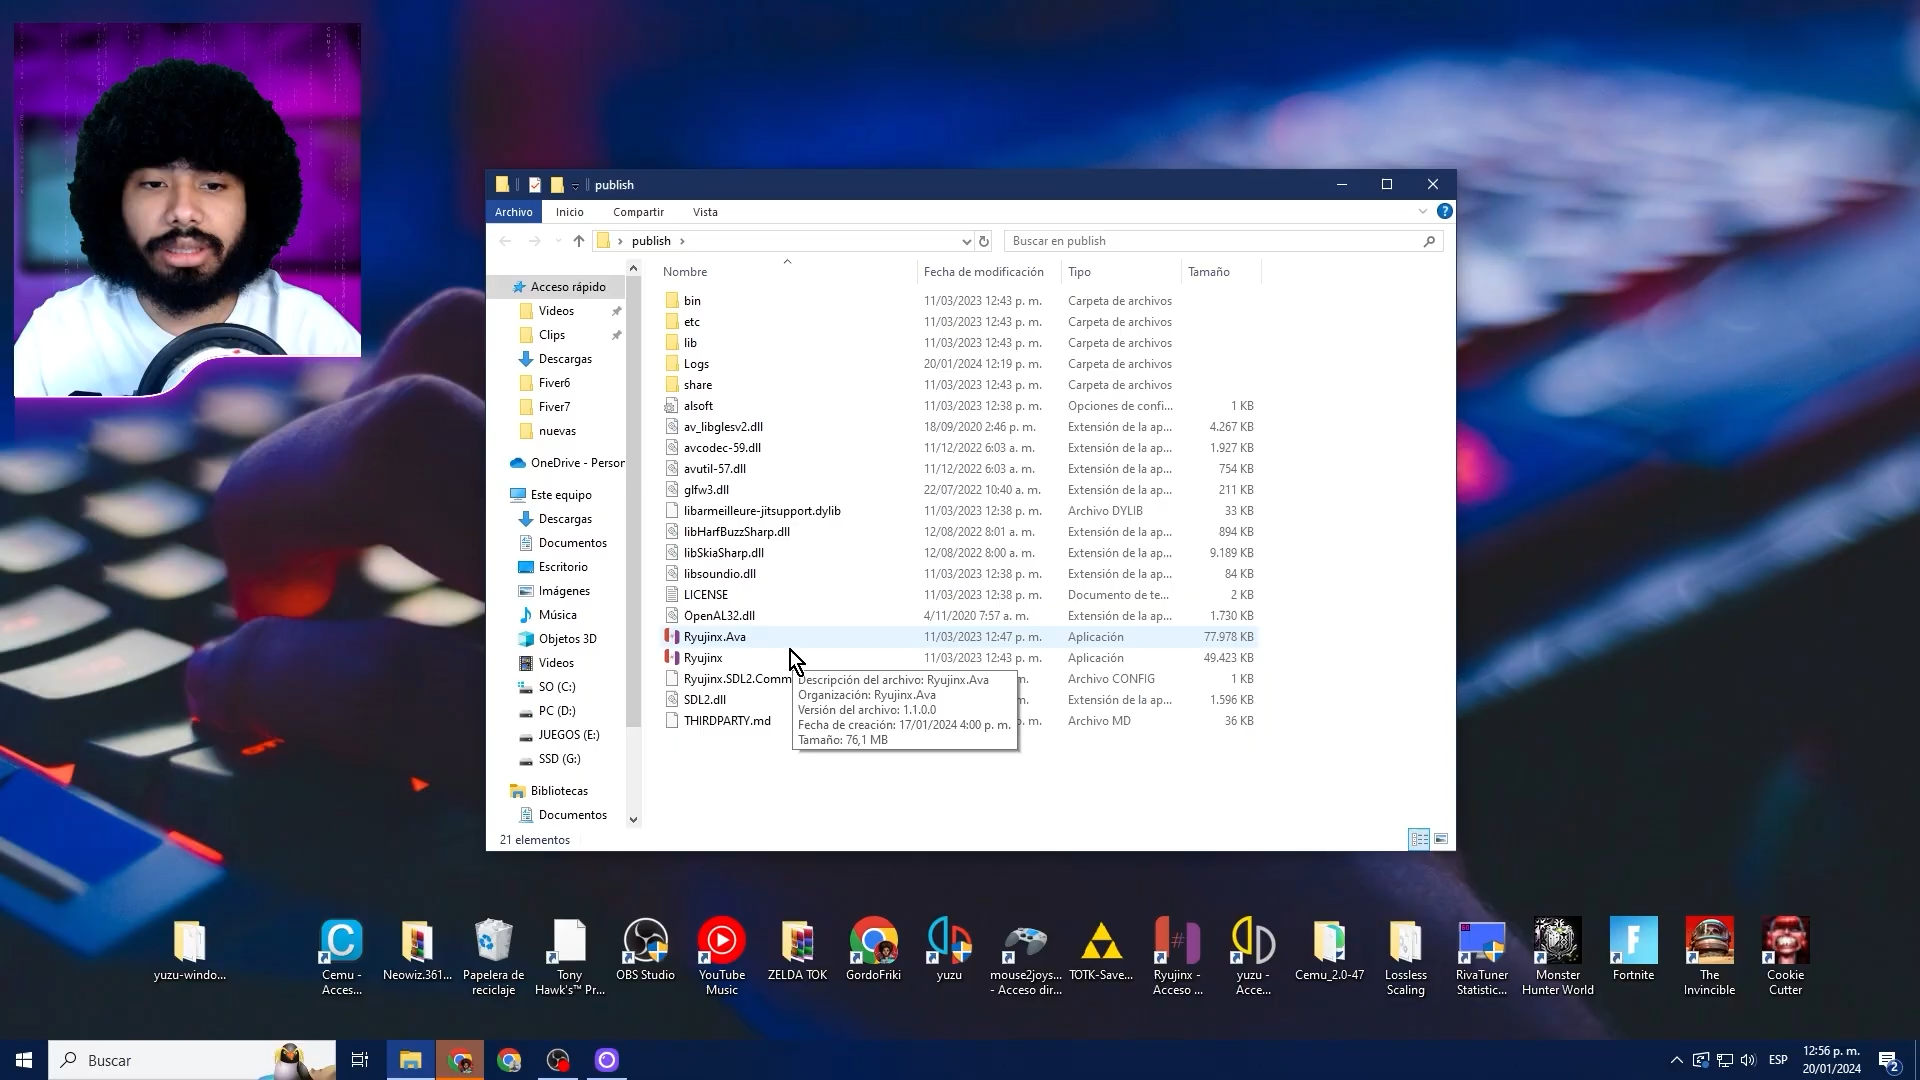 publish
Archivo Inicio Compartir Vista
publish
Buscar en publish
Nombre Fecha de modificación Tipo Tamaño
Acceso rápido
Videos
Clips
Descargas
Fiver6
Fiver7
nuevas
OneDrive - Person
Este equipo
Descargas
Documentos
Escritorio
Imágenes
Música
Objetos 3D
Videos
SO (C:)
PC (D:)
JUEGOS (E:)
SSD (G:)
Bibliotecas
Documentos
bin 11/03/2023 12:43 p. m. Carpeta de archivos
etc 11/03/2023 12:43 p. m. Carpeta de archivos
lib 11/03/2023 12:43 p. m. Carpeta de archivos
Logs 20/01/2024 12:19 p. m. Carpeta de archivos
share 11/03/2023 12:43 p. m. Carpeta de archivos
alsoft 11/03/2023 12:38 p. m. Opciones de confi... 1 KB
av_libglesv2.dll 18/09/2020 2:46 p. m. Extensión de la ap... 4.267 KB
avcodec-59.dll 11/12/2022 6:03 a. m. Extensión de la ap... 1.927 KB
avutil-57.dll 11/12/2022 6:03 a. m. Extensión de la ap... 754 KB
glfw3.dll 22/07/2022 10:40 a. m. Extensión de la ap... 211 KB
libarmeilleure-jitsupport.dylib 11/03/2023 12:38 p. m. Archivo DYLIB 33 KB
libHarfBuzzSharp.dll 12/08/2022 8:01 a. m. Extensión de la ap... 894 KB
libSkiaSharp.dll 12/08/2022 8:00 a. m. Extensión de la ap... 9.189 KB
libsoundio.dll 11/03/2023 12:38 p. m. Extensión de la ap... 84 KB
LICENSE 11/03/2023 12:38 p. m. Documento de te... 2 KB
OpenAL32.dll 4/11/2020 7:57 a. m. Extensión de la ap... 1.730 KB
Ryujinx.Ava 11/03/2023 12:47 p. m. Aplicación 77.978 KB
Ryujinx 11/03/2023 12:43 p. m. Aplicación 49.423 KB
Ryujinx.SDL2.Comm m. Archivo CONFIG 1 KB
SDL2.dll m. Extensión de la ap... 1.596 KB
THIRDPARTY.md p. m. Archivo MD 36 KB
Descripción del archivo: Ryujinx.Ava
Organización: Ryujinx.Ava
Versión del archivo: 1.1.0.0
Fecha de creación: 17/01/2024 4:00 p. m.
Tamaño: 76,1 MB
21 elementos
yuzu-windo...
Cemu -
Acces...
Neowiz.361...
Papelera de
reciclaje
Tony
Hawk's™ Pr...
OBS Studio
YouTube
Music
ZELDA TOK
GordoFriki
yuzu
mouse2joys...
- Acceso dir...
TOTK-Save...
Ryujinx -
Acceso ...
yuzu -
Acce...
Cemu_2.0-47
Lossless
Scaling
RivaTuner
Statistic...
Monster
Hunter World
Fortnite
The
Invincible
Cookie
Cutter
Buscar
ESP
12:56 p. m.
20/01/2024
2